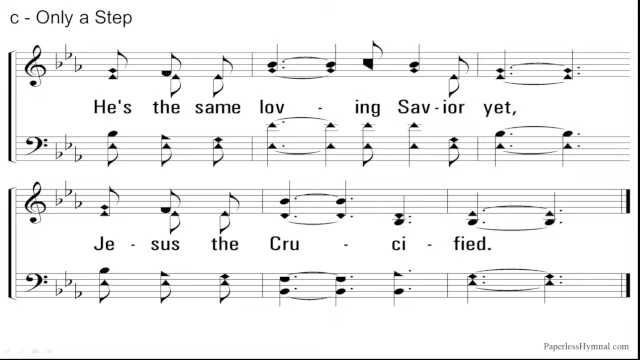 c - Only a Step
He's the same lov - ing Sav-ior yet,
Je - sus the Cru - ci - fied.
PaperlessHymnal.com